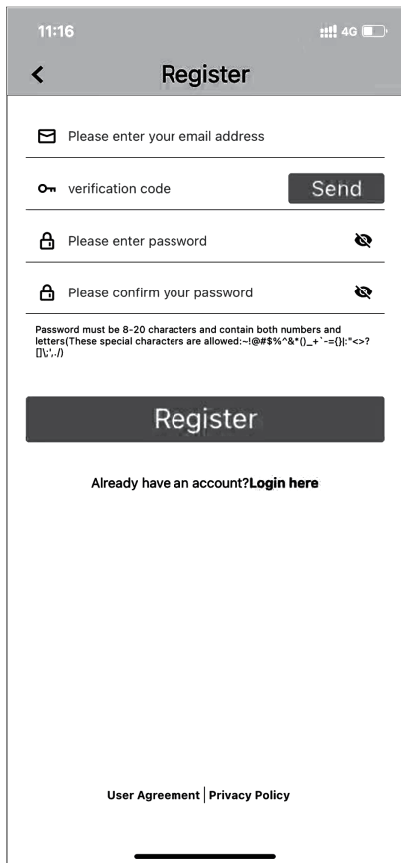 11:16
4G
Register
Please enter your email address
verification code
Send
Please enter password
Please confirm your password
Password must be 8-20 characters and contain both numbers and
letters(These special characters are allowed:~!@#$%^&*()_+`-={}|:"<>?
[]\;',./)
Register
Already have an account?Login here
User Agreement | Privacy Policy